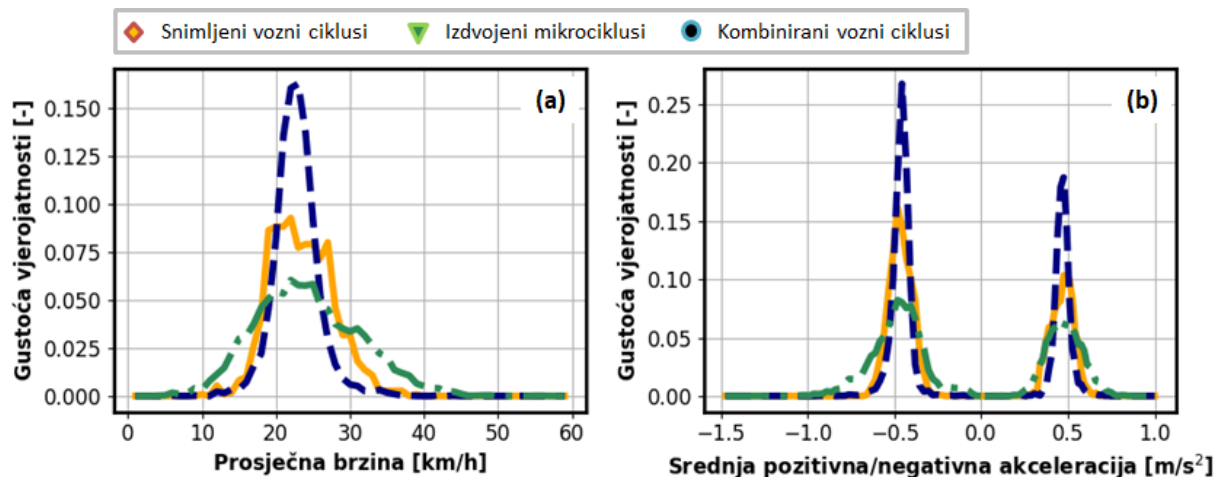 Snimljeni vozni ciklusi Izdvojeni mikrociklusi Kombinirani vozni ciklusi
(a)
Gustoća vjerojatnosti [-]
0.150
0.125
0.100
0.075
0.050
0.025
0.000
0 10 20 30 40 50 60
Prosječna brzina [km/h]
(b)
Gustoća vjerojatnosti [-]
0.25
0.20
0.15
0.10
0.05
0.00
−1.5 −1.0 −0.5 0.0 0.5 1.0
Srednja pozitivna/negativna akceleracija [m/s²]